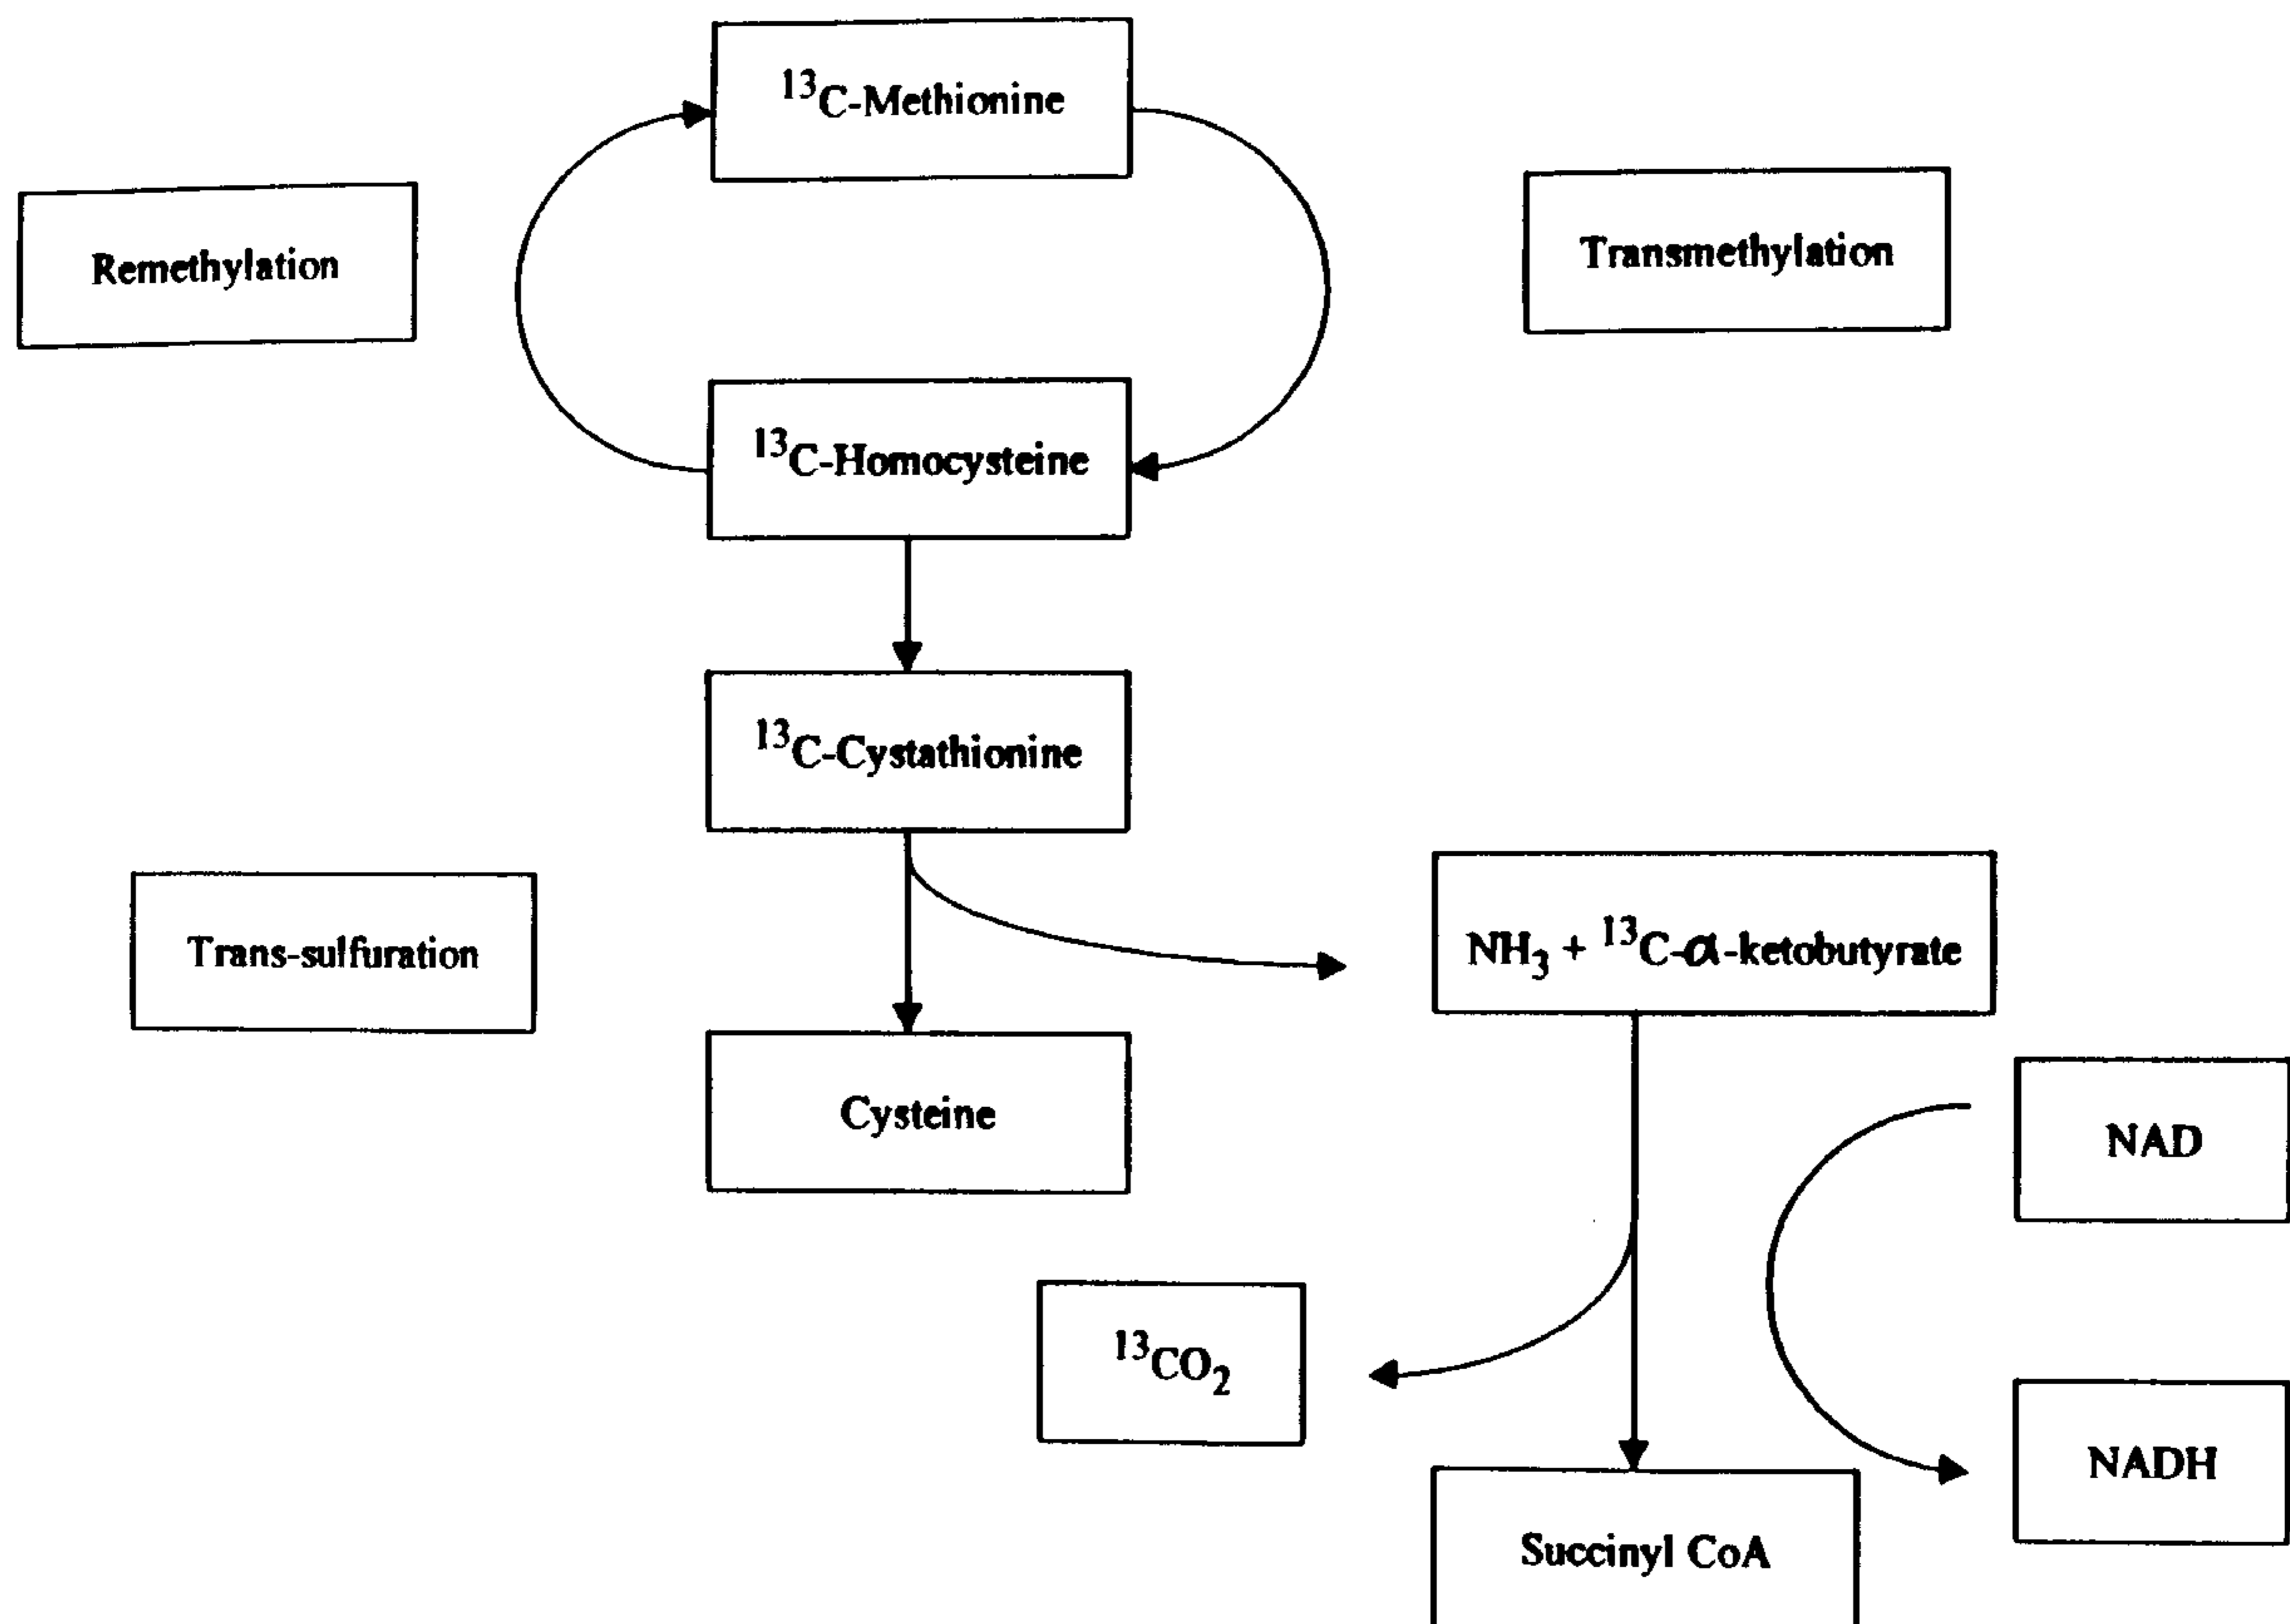 ¹³C-Methionine
Remethylation
Transmethylation
¹³C-Homocysteine
¹³C-Cystathionine
Trans-sulfuration
NH₃ + ¹³C-α-ketobutyrate
Cysteine
NAD
¹³CO₂
NADH
Succinyl CoA